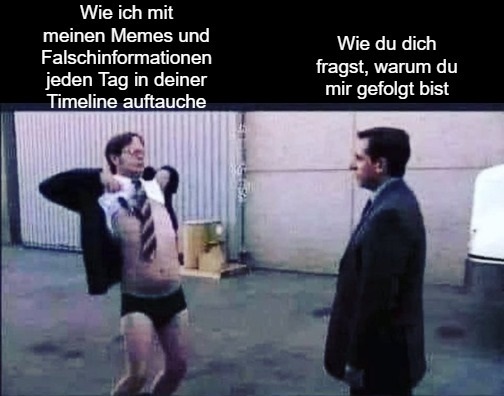 Wie ich mit
meinen Memes und
Falschinformationen
jeden Tag in deiner
Timeline auftauche
Wie du dich
fragst, warum du
mir gefolgt bist